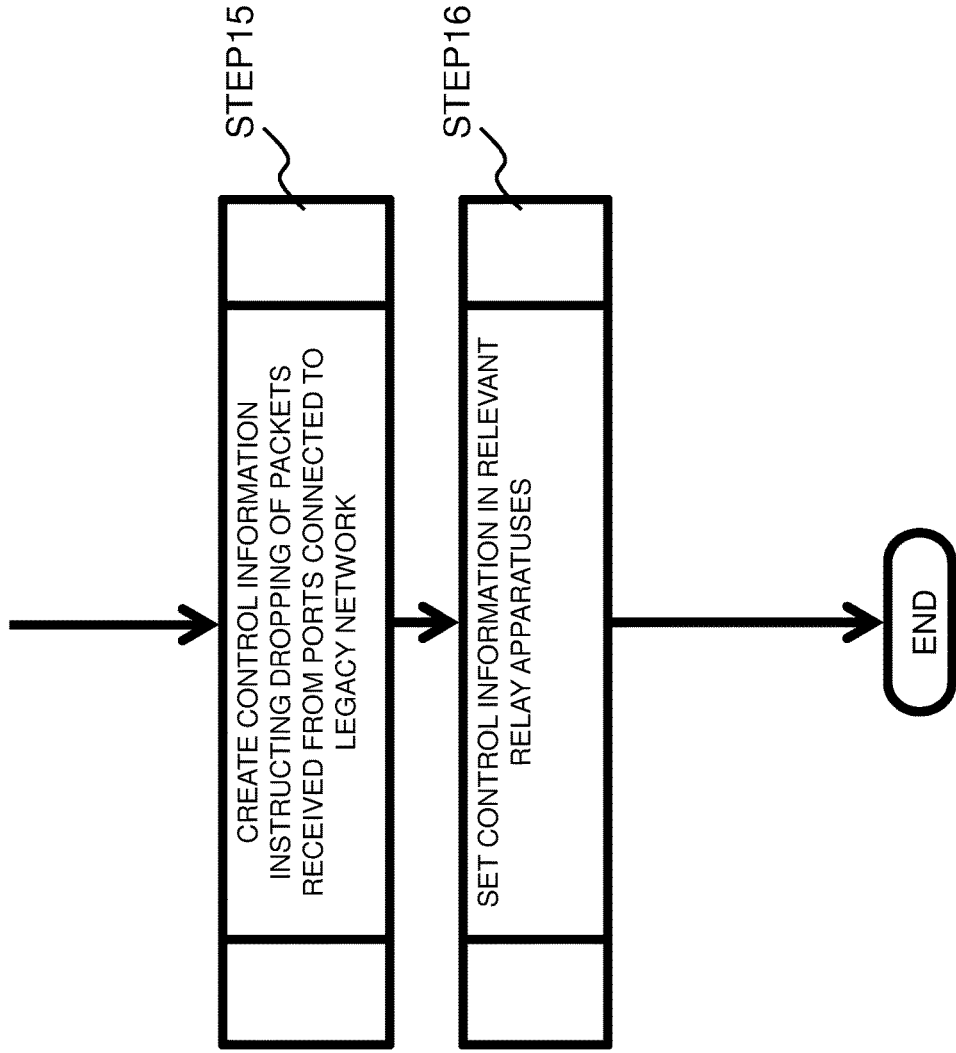 STEP15
CREATE CONTROL INFORMATION
INSTRUCTING DROPPING OF PACKETS
RECEIVED FROM PORTS CONNECTED TO
LEGACY NETWORK
STEP16
SET CONTROL INFORMATION IN RELEVANT
RELAY APPARATUSES
END